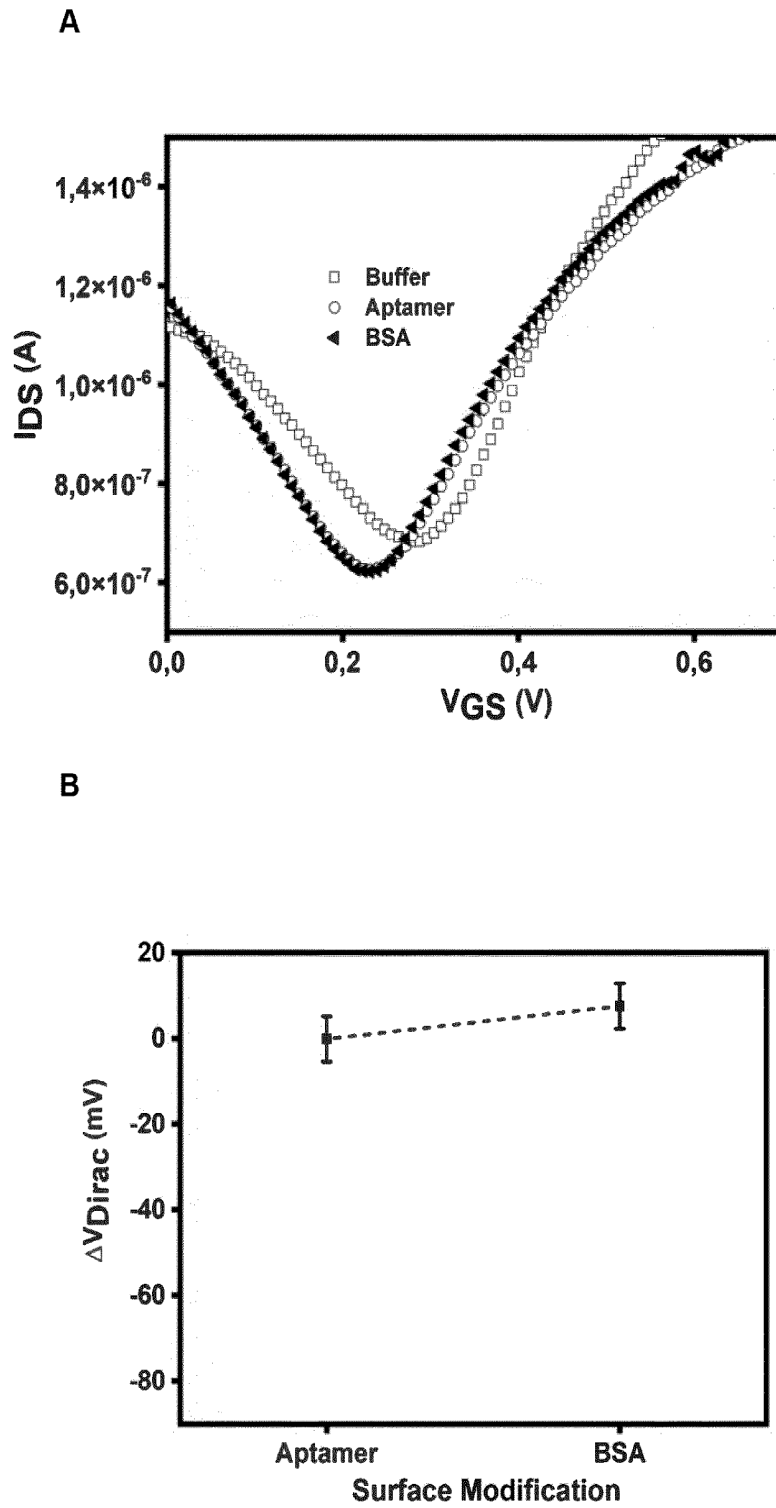 A
1,4×10⁻⁶
1,2×10⁻⁶
1,0×10⁻⁶
8,0×10⁻⁷
6,0×10⁻⁷
IDS (A)
Buffer
Aptamer
BSA
0,0 0,2 0,4 0,6
VGS (V)
B
20
0
-20
-40
-60
-80
ΔVDirac (mV)
Aptamer BSA
Surface Modification